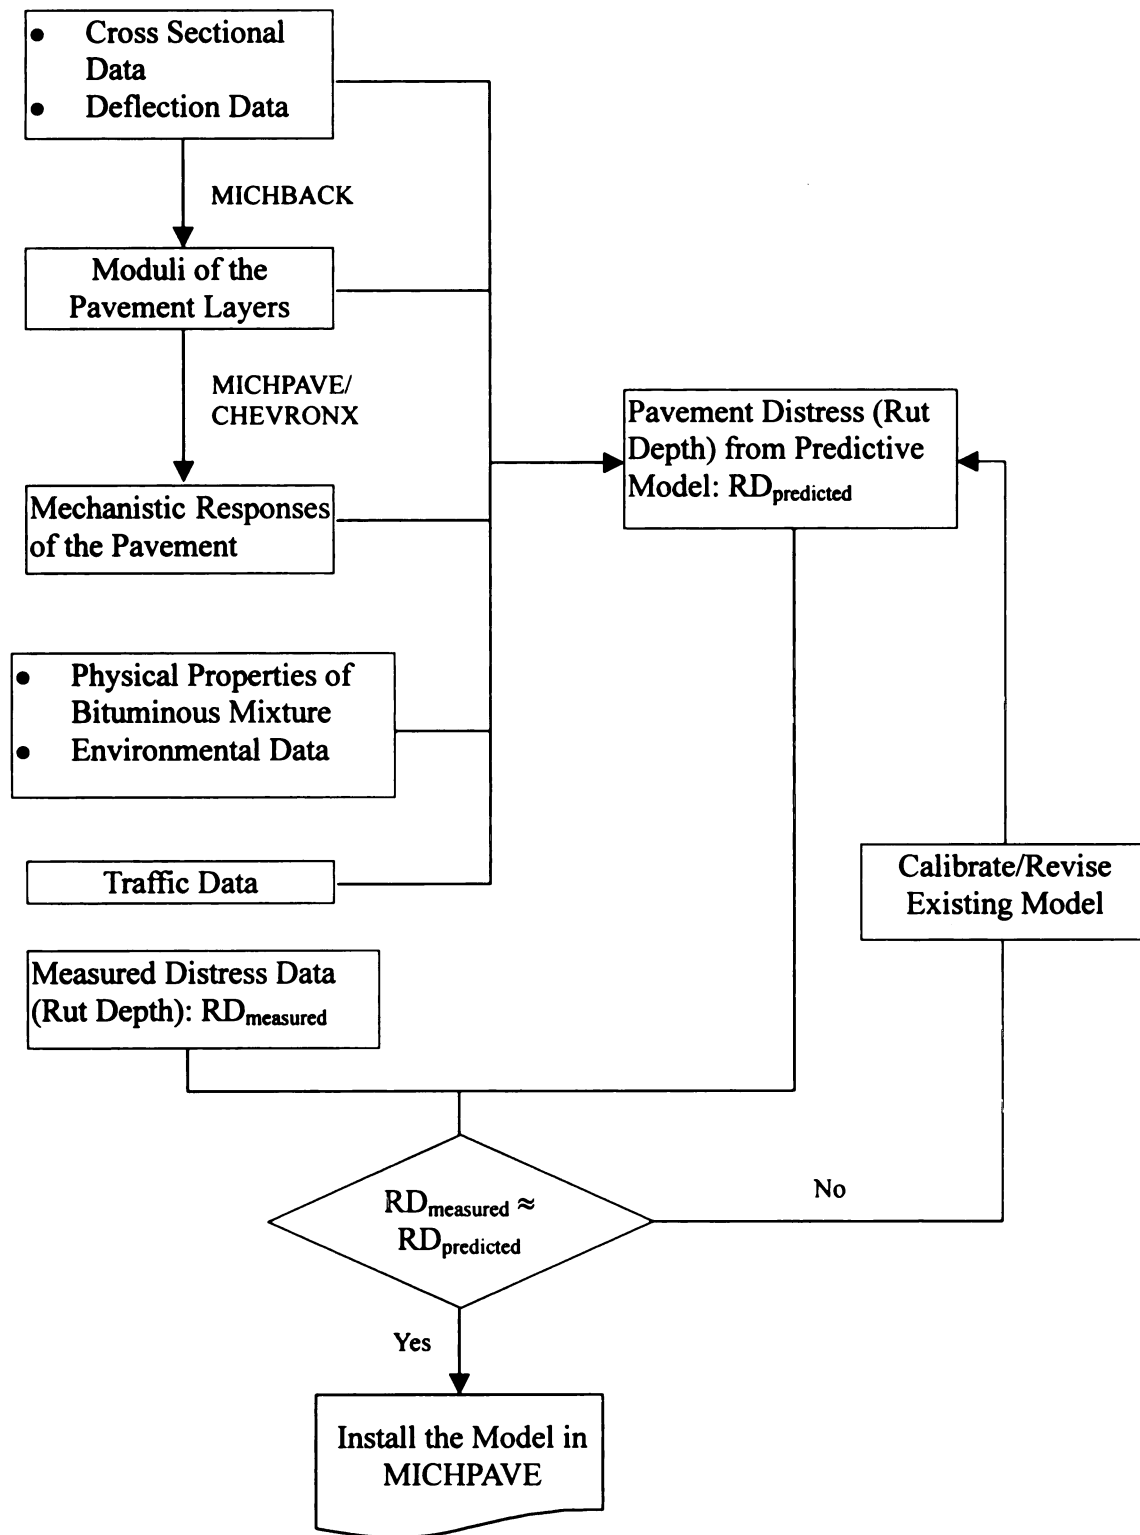 ● Cross Sectional
Data
● Deflection Data
MICHBACK
Moduli of the
Pavement Layers
MICHPAVE/
CHEVRONX
Mechanistic Responses
of the Pavement
● Physical Properties of
Bituminous Mixture
● Environmental Data
Traffic Data
Measured Distress Data
(Rut Depth): RDmeasured
Pavement Distress (Rut
Depth) from Predictive
Model: RDpredicted
Calibrate/Revise
Existing Model
RDmeasured ≈
RDpredicted
No
Yes
Install the Model in
MICHPAVE